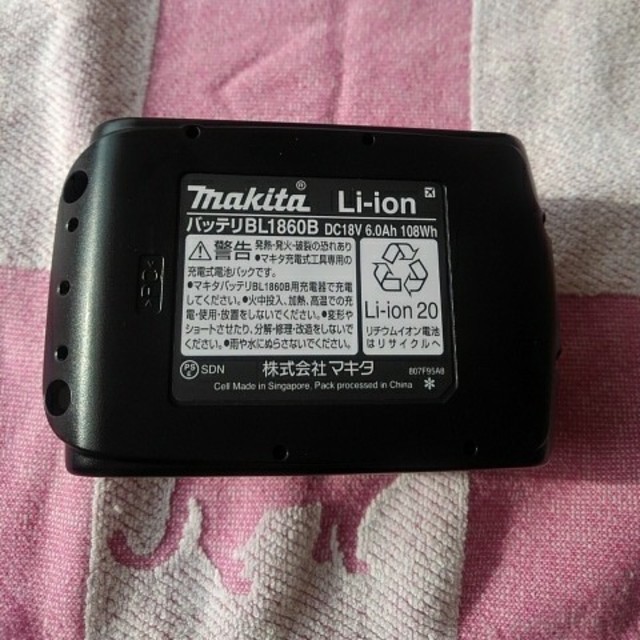 makita® Li-ion
バッテリBL1860B DC18V 6.0Ah 108Wh
警告 発熱・発火・破裂の恐れあり
●マキタ充電式工具専用の
充電式電池パックです。
●マキタバッテリBL1860B用充電器で充電
してください。●火中投入、加熱、高温での充
電・使用・放置をしないでください。●変形や
ショートさせたり、分解・修理・改造をしないで
ください。●雨や水にぬらさないでください。
Li-ion 20
リチウムイオン電池
はリサイクルへ
PS E SDN 株式会社 マキタ 807F95A8
Cell Made in Singapore, Pack processed in China *